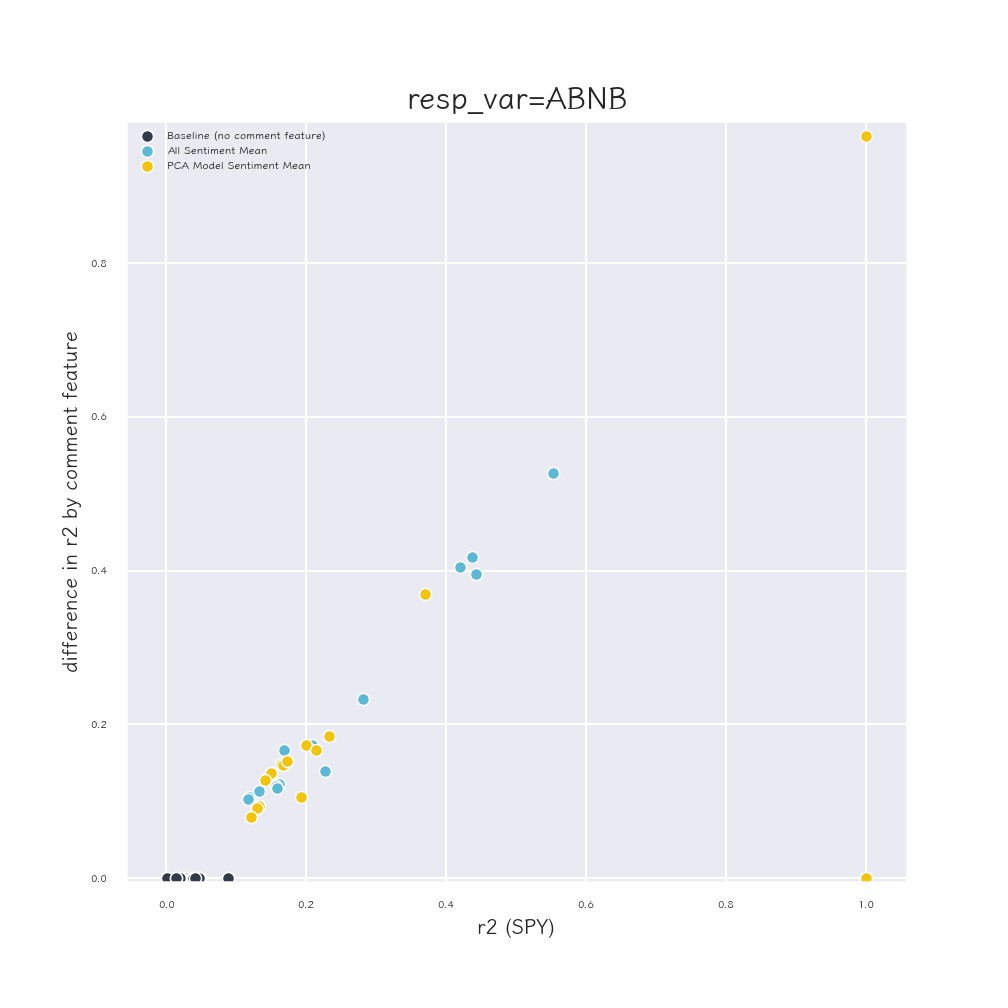 resp_var=ABNB
Baseline (no comment feature)
All Sentiment Mean
PCA Model Sentiment Mean
difference in r2 by comment feature
0.8
0.6
0.4
0.2
0.0
0.0 0.2 0.4 0.6 0.8 1.0
r2 (SPY)